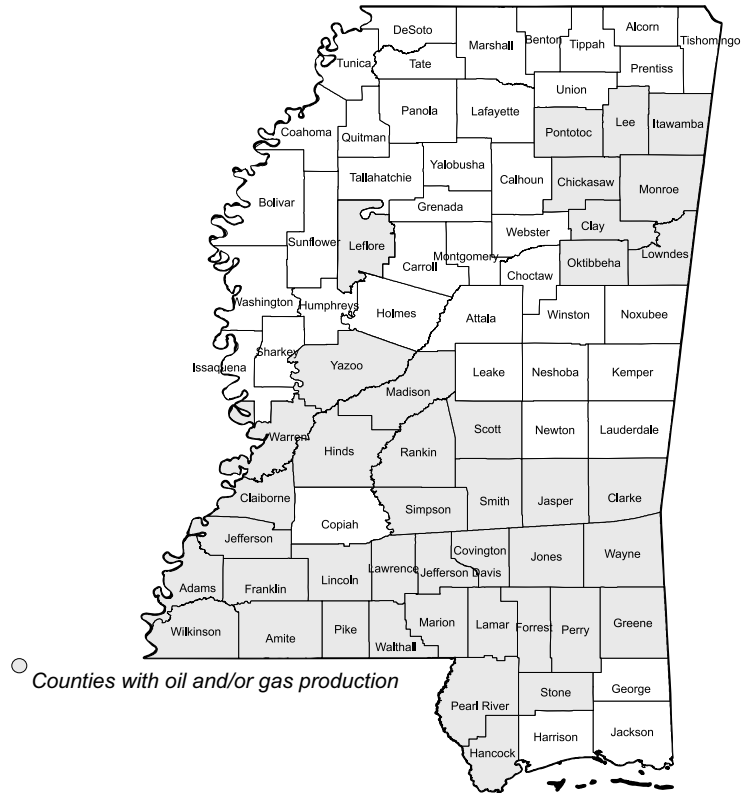 DeSoto
Marshall
Benton
Tippah
Alcorn
Tishomingo
Tunica
Tate
Prentiss
Union
Panola
Lafayette
Pontotoc
Lee
Itawamba
Coahoma
Quitman
Yalobusha
Tallahatchie
Calhoun
Chickasaw
Monroe
Bolivar
Grenada
Sunflower
Leflore
Webster
Clay
Carroll
Montgomery
Oktibbeha
Lowndes
Choctaw
Washington
Humphreys
Holmes
Attala
Winston
Noxubee
Sharkey
Issaquena
Yazoo
Leake
Neshoba
Kemper
Madison
Warren
Hinds
Rankin
Scott
Newton
Lauderdale
Claiborne
Copiah
Simpson
Smith
Jasper
Clarke
Jefferson
Lawrence
Jefferson Davis
Covington
Jones
Wayne
Adams
Franklin
Lincoln
Wilkinson
Amite
Pike
Walthall
Marion
Lamar
Forrest
Perry
Greene
Counties with oil and/or gas production
Pearl River
Stone
George
Hancock
Harrison
Jackson